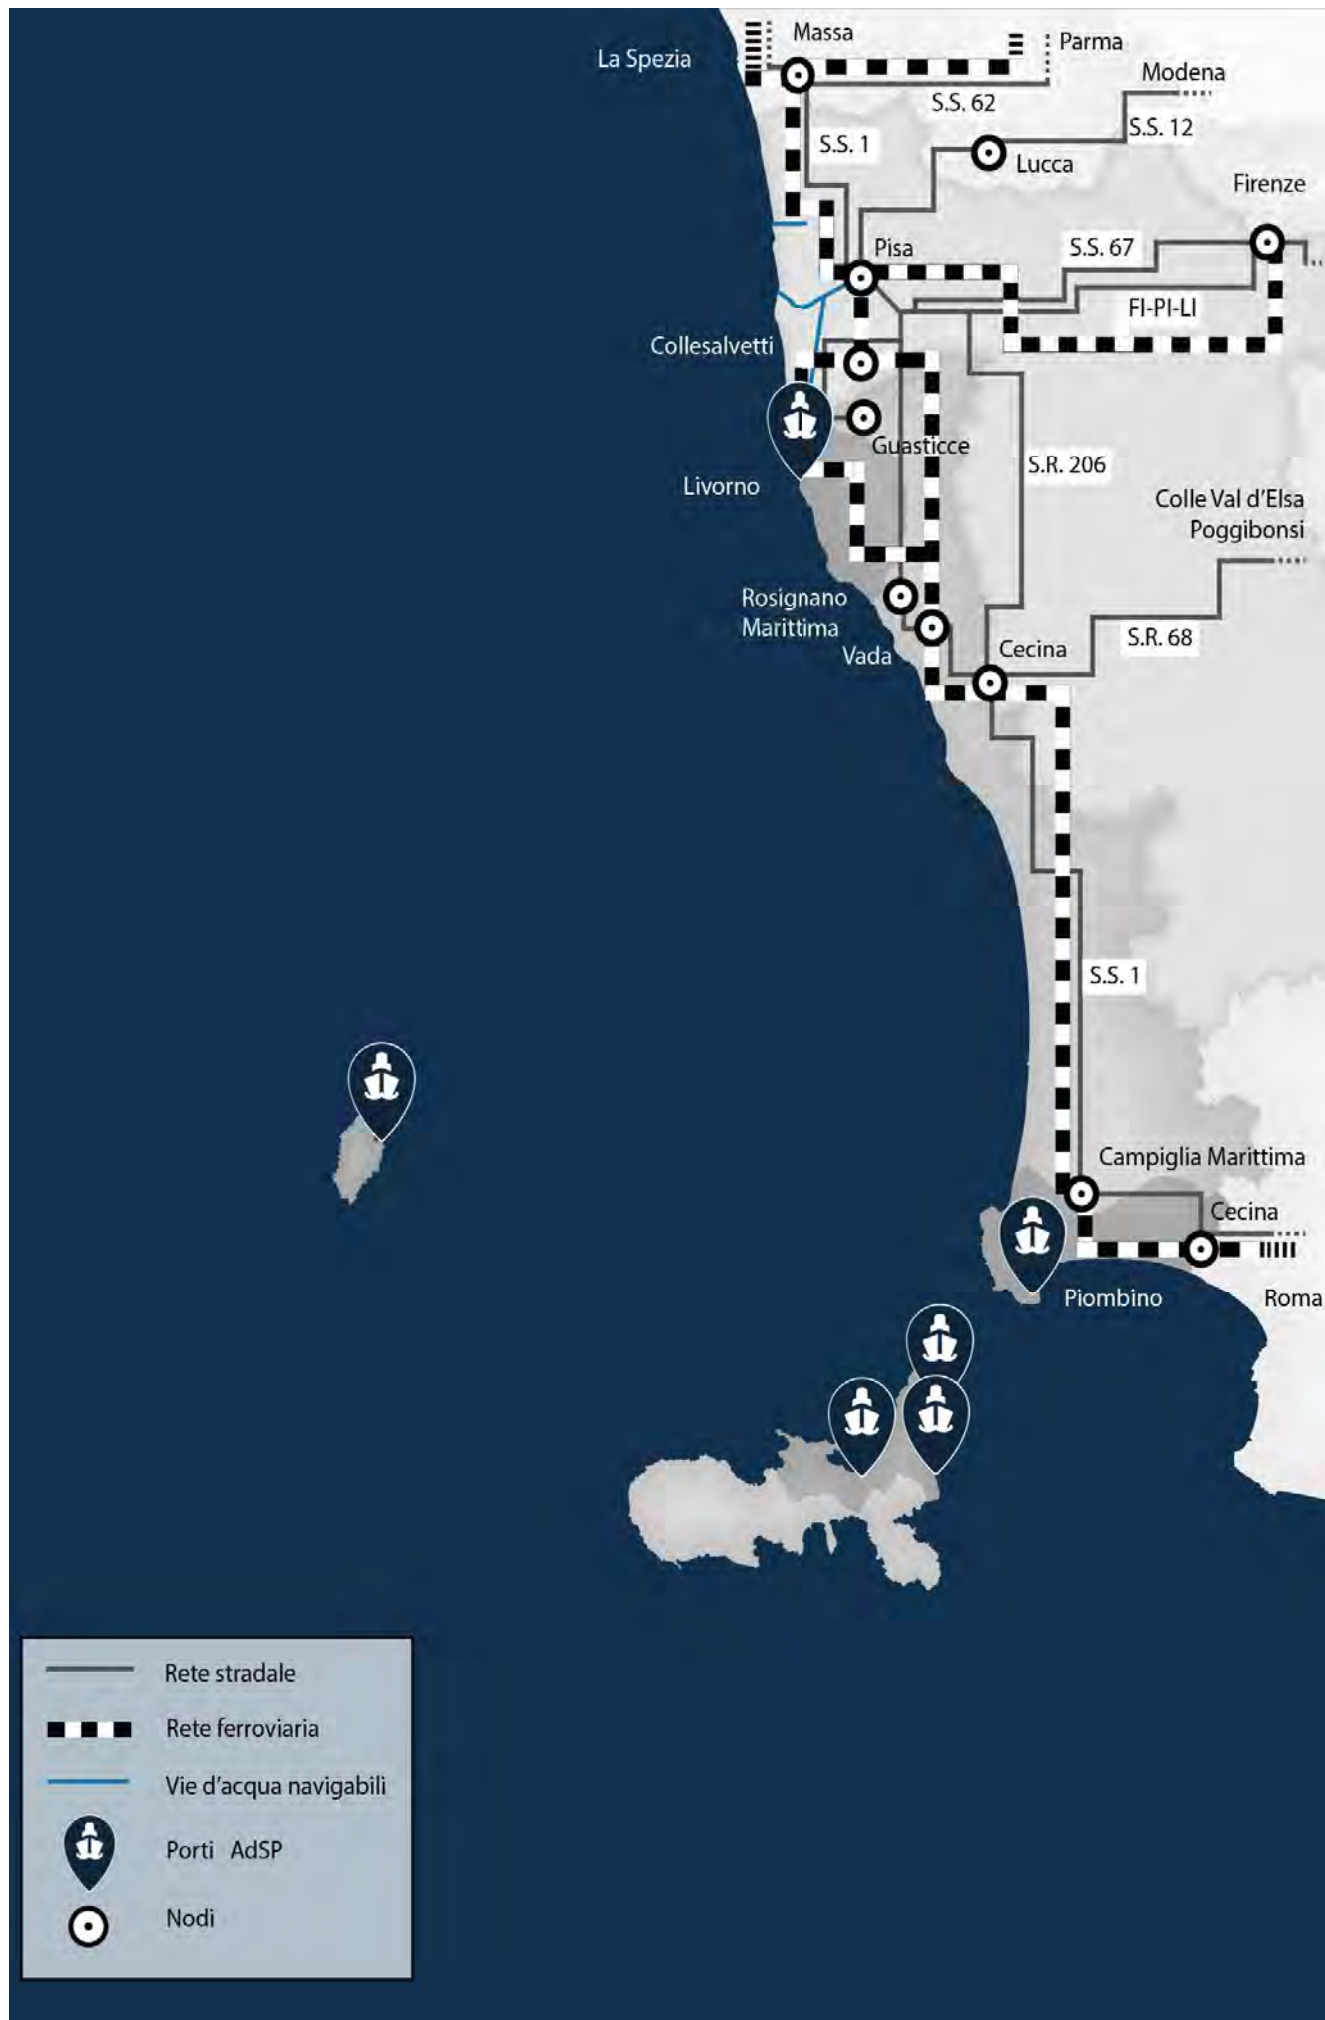 Massa
La Spezia
Parma
Modena
S.S. 62
S.S. 12
S.S. 1
Lucca
Firenze
Pisa
S.S. 67
FI-PI-LI
Collesalvetti
Guasticce
S.R. 206
Livorno
Colle Val d'Elsa
Poggibonsi
Rosignano
Marittima
S.R. 68
Cecina
Vada
S.S. 1
Campiglia Marittima
Cecina
Piombino
Roma
Rete stradale
Rete ferroviaria
Vie d'acqua navigabili
Porti AdSP
Nodi